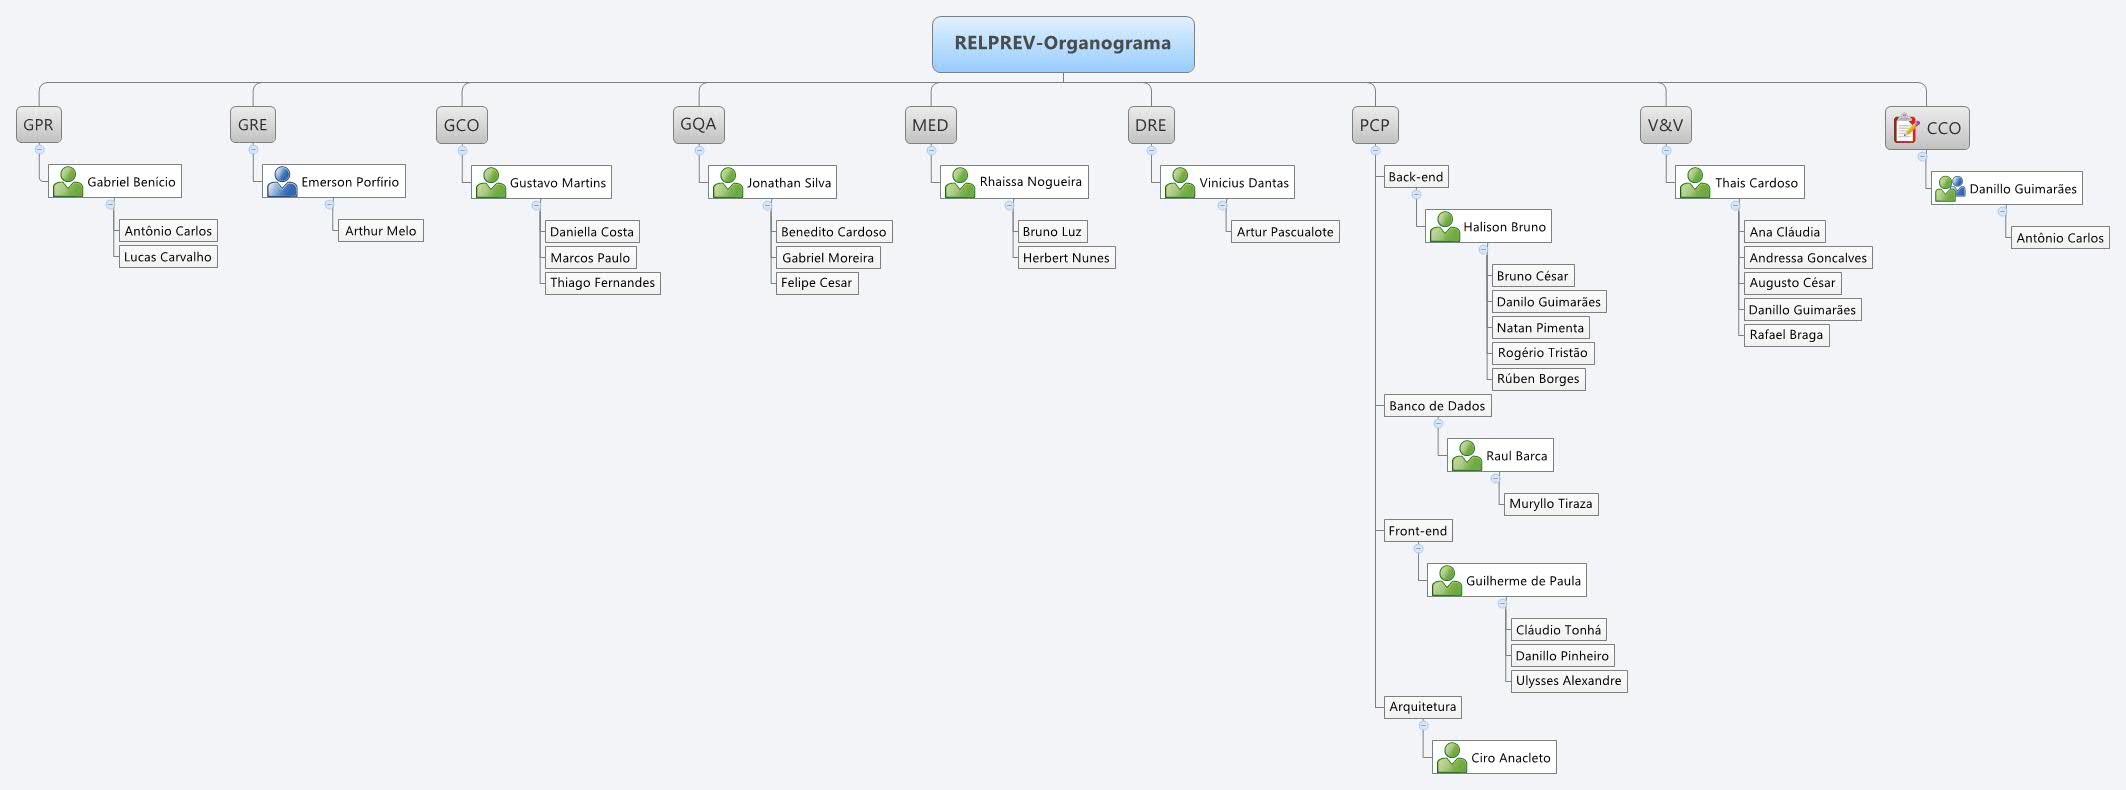 RELPREV-Organograma
GPR
Gabriel Benício
Antônio Carlos
Lucas Carvalho
GRE
Emerson Porfírio
Arthur Melo
GCO
Gustavo Martins
Daniella Costa
Marcos Paulo
Thiago Fernandes
GQA
Jonathan Silva
Benedito Cardoso
Gabriel Moreira
Felipe Cesar
MED
Rhaissa Nogueira
Bruno Luz
Herbert Nunes
DRE
Vinicius Dantas
Artur Pascualote
PCP
Back-end
Halison Bruno
Bruno César
Danilo Guimarães
Natan Pimenta
Rogério Tristão
Rúben Borges
Banco de Dados
Raul Barca
Muryllo Tiraza
Front-end
Guilherme de Paula
Cláudio Tonhá
Danillo Pinheiro
Ulysses Alexandre
Arquitetura
Ciro Anacleto
V&V
Thais Cardoso
Ana Cláudia
Andressa Goncalves
Augusto César
Danillo Guimarães
Rafael Braga
CCO
Danillo Guimarães
Antônio Carlos